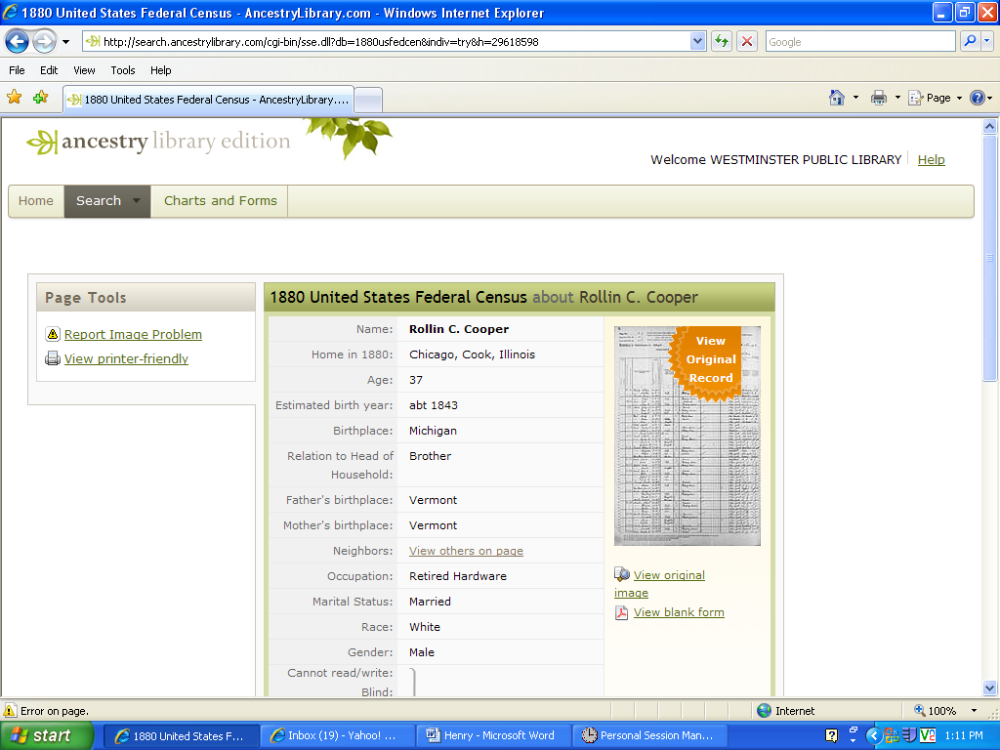 1880 United States Federal Census - AncestryLibrary.com - Windows Internet Explorer
http://search.ancestrylibrary.com/cgi-bin/sse.dll?db=1880usfedcen&indiv=try&h=29618598
Google
File Edit View Tools Help
1880 United States Federal Census - AncestryLibrary....
Page
ancestry library edition
Welcome WESTMINSTER PUBLIC LIBRARY Help
Home Search Charts and Forms
Page Tools
Report Image Problem
View printer-friendly
1880 United States Federal Census about Rollin C. Cooper
Name: Rollin C. Cooper
Home in 1880: Chicago, Cook, Illinois
Age: 37
Estimated birth year: abt 1843
Birthplace: Michigan
Relation to Head of Household: Brother
Father's birthplace: Vermont
Mother's birthplace: Vermont
Neighbors: View others on page
Occupation: Retired Hardware
Marital Status: Married
Race: White
Gender: Male
Cannot read/write:
Blind:
View
Original
Record
View original
image
View blank form
Error on page.
Internet
100%
start
1880 United States F...
Inbox (19) - Yahoo! ...
Henry - Microsoft Word
Personal Session Man...
1:11 PM